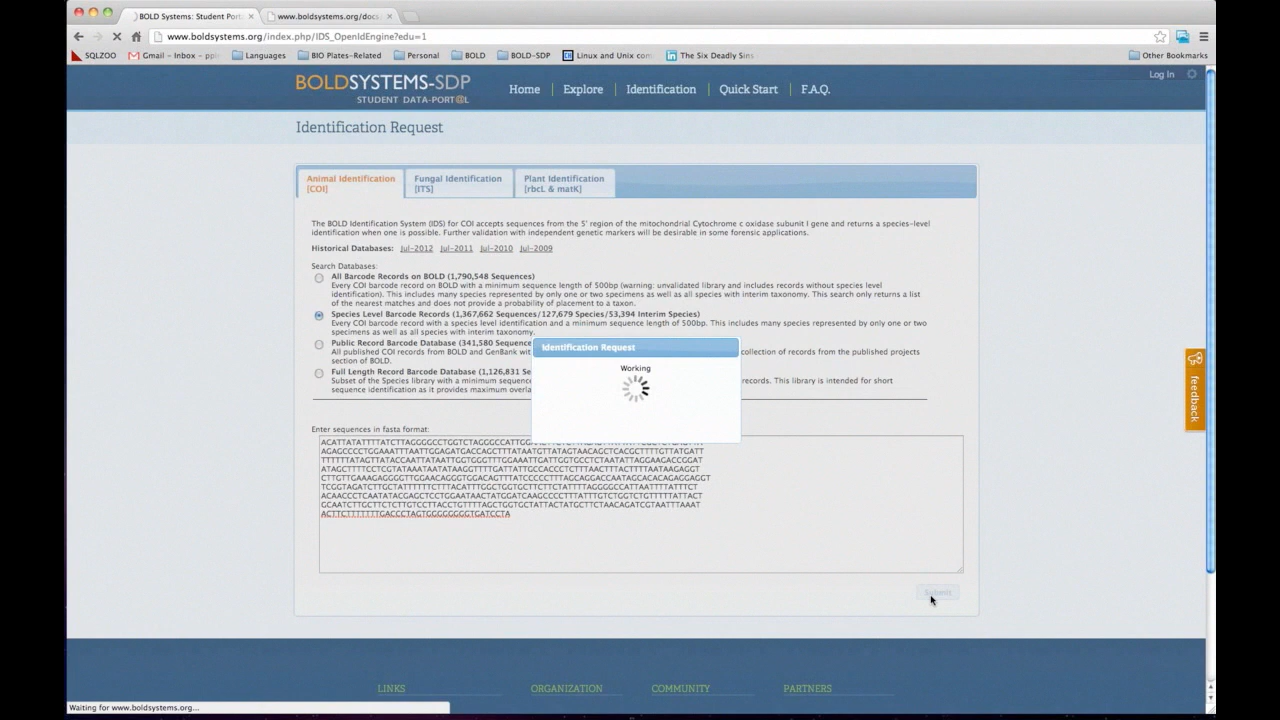 BOLD Systems: Student Port
www.boldsystems.org/docs
www.boldsystems.org/index.php/IDS_OpenIdEngine?edu=1
SQLZOO
Gmail - Inbox - ppi
Languages
BIO Plates-Related
Personal
BOLD
BOLD-SDP
Linux and Unix com
The Six Deadly Sins
Other Bookmarks
Log In
BOLDSYSTEMS-SDP
STUDENT DATA-PORT@L
Home
Explore
Identification
Quick Start
F.A.Q.
Identification Request
Animal Identification
[COI]
Fungal Identification
[ITS]
Plant Identification
[rbcL & matK]
The BOLD Identification System (IDS) for COI accepts sequences from the 5' region of the mitochondrial Cytochrome c oxidase subunit I gene and returns a species-level
identification when one is possible. Further validation with independent genetic markers will be desirable in some forensic applications.
Historical Databases: Jul-2012 Jul-2011 Jul-2010 Jul-2009
Search Databases:
All Barcode Records on BOLD (1,790,548 Sequences)
Every COI barcode record on BOLD with a minimum sequence length of 500bp (warning: unvalidated library and includes records without species level
identification). This includes many species represented by only one or two specimens as well as all species with interim taxonomy. This search only returns a list
of the nearest matches and does not provide a probability of placement to a taxon.
Species Level Barcode Records (1,367,662 Sequences/127,679 Species/53,394 Interim Species)
Every COI barcode record with a species level identification and a minimum sequence length of 500bp. This includes many species represented by only one or two
specimens as well as all species with interim taxonomy.
Public Record Barcode Database (341,580 Sequence
All published COI records from BOLD and GenBank wit
collection of records from the published projects
section of BOLD.
Full Length Record Barcode Database (1,126,831 Se
Subset of the Species library with a minimum sequenc
records. This library is intended for short
sequence identification as it provides maximum overla
Identification Request
Working
Enter sequences in fasta format:
AGAGCCCCTGGAAATTTAATTGGAGATGACCAGCTTTATAATGTTATAGTAACAGCTCACGCTTTTGTTATGATT
TTTTTTATAGTTATACCAATTATAATTGGTGGGTTTGGAAATTGATTGGTGCCTCTAATATTAGGAAGACCGGAT
ATAGCTTTTCCTCGTATAAATAATATAAGGTTTTGATTATTGCCACCCTCTTTAACTTTACTTTTAATAAGAGGT
CTTGTTGAAAGAGGGGTTGGAACAGGGTGGACAGTTTATCCCCCTTTAGCAGGACCAATAGCACACAGAGGAGGT
TCGGTAGATCTTGCTATTTTTTCTTTACATTTGGCTGGTGCTTCTTCTATTTTAGGGGCCATTAATTTTATTTCT
ACAACCCTCAATATACGAGCTCCTGGAATAACTATGGATCAAGCCCCTTTATTTGTCTGGTCTGTTTTTATTACT
GCAATCTTGCTTCTCTTGTCCTTACCTGTTTTAGCTGGTGCTATTACTATGCTTCTAACAGATCGTAATTTAAAT
ACTTCTTTTTTTGACCCTAGTGGGGGGGGTGATCCTA
Submit
feedback
LINKS
ORGANIZATION
COMMUNITY
PARTNERS
Waiting for www.boldsystems.org...